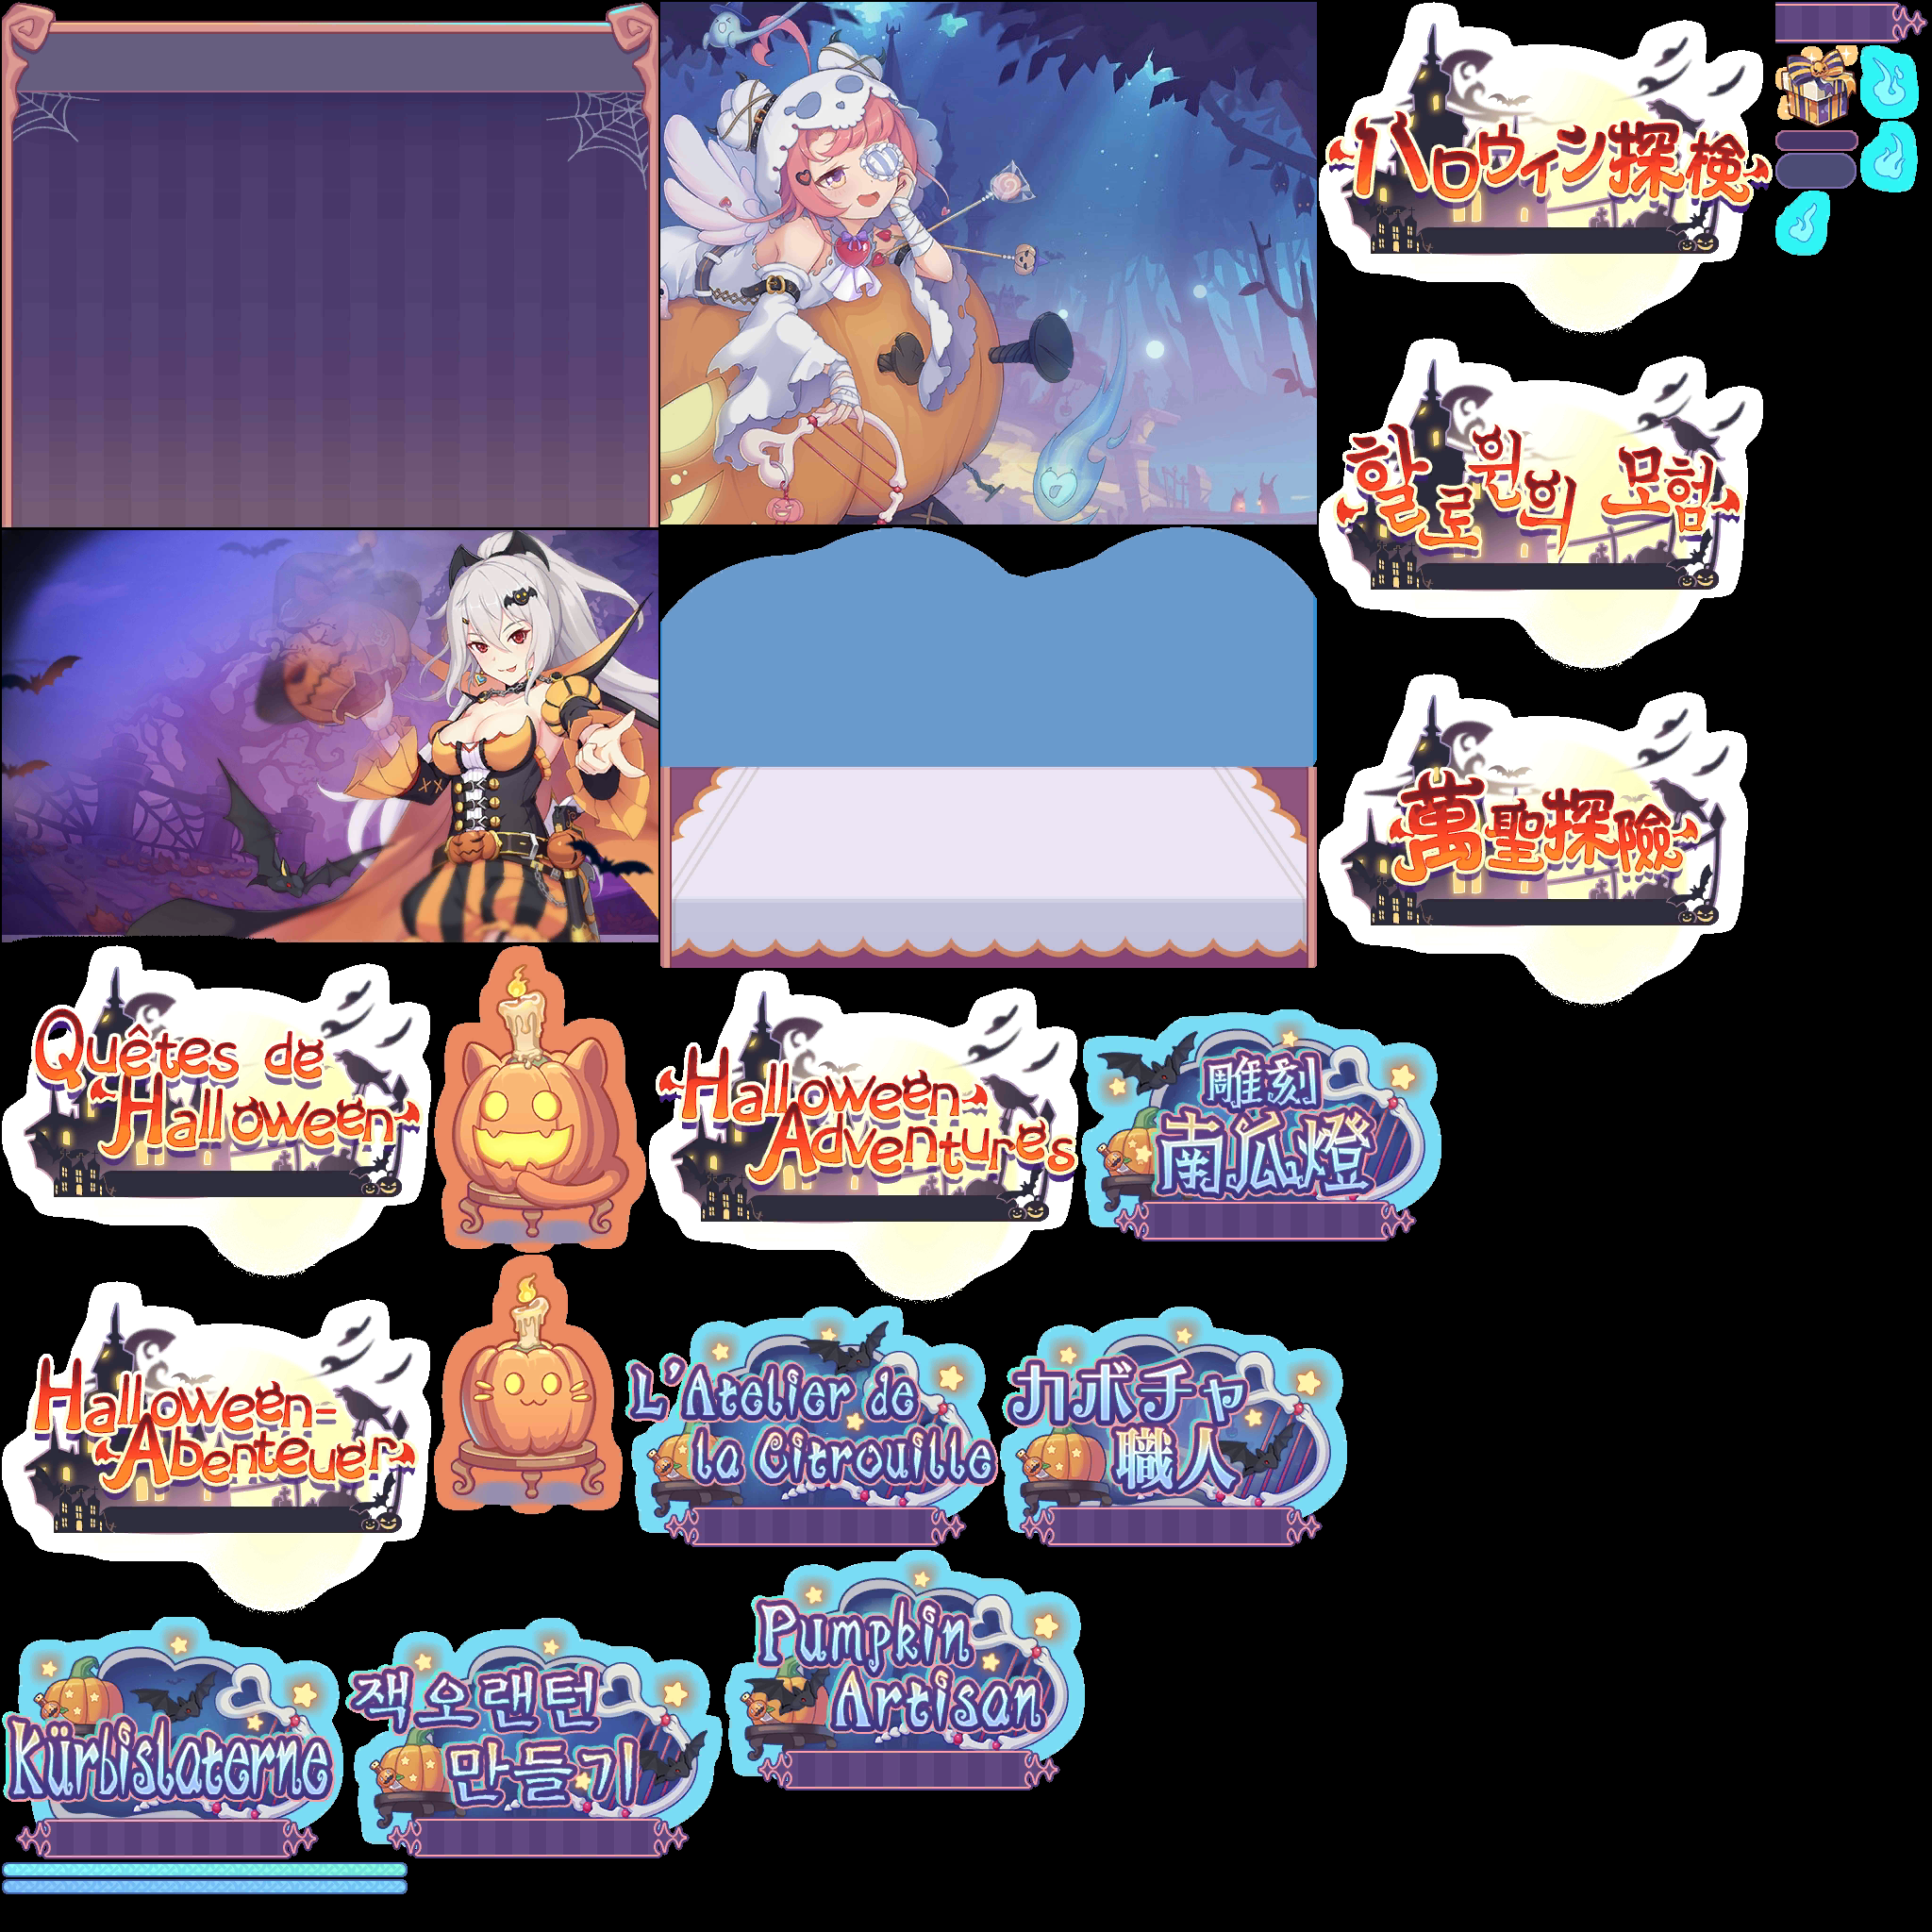 ハロウィン探検
할로윈의 모험
萬聖探險
Quêtes de
Halloween
Halloween
Adventures
雕刻
南瓜燈
Halloween=
Abenteuer
L'Atelier de
la Citrouille
カボチャ
職人
Kürbislaterne
잭오랜턴
만들기
Pumpkin
Artisan